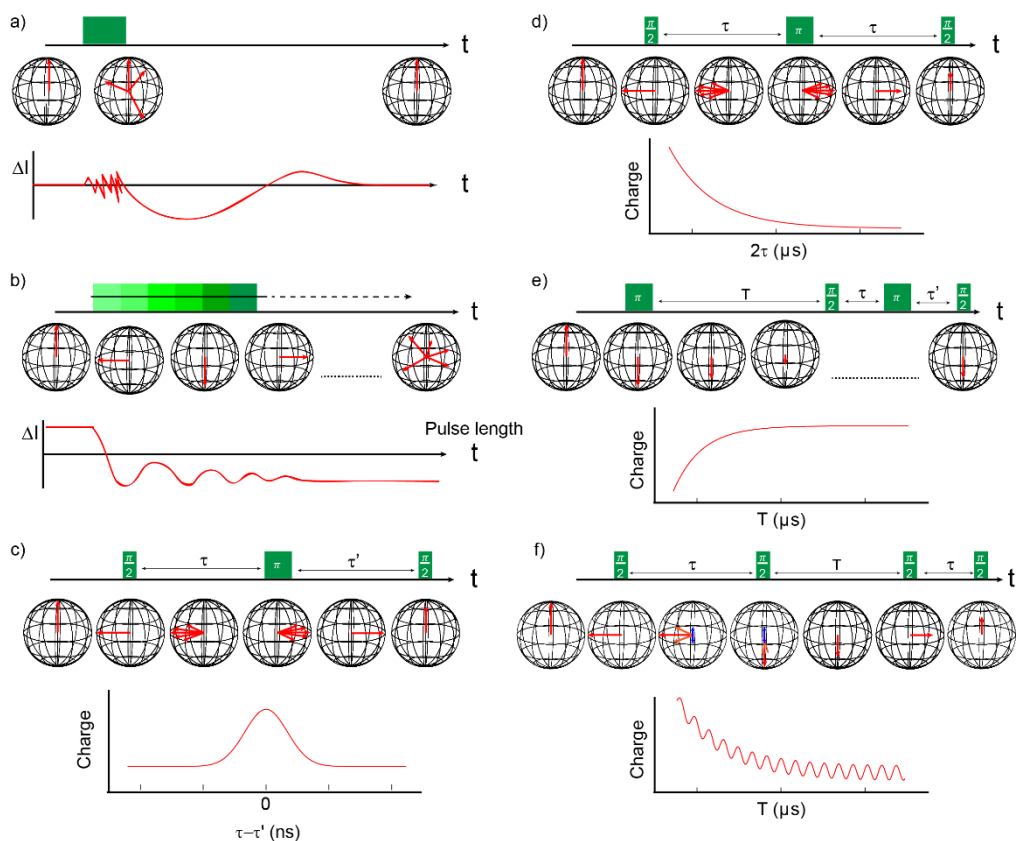 a)
t
ΔI
t
b)
t
Pulse length
ΔI
t
c)
π/2
τ
π
τ'
π/2
t
Charge
0
τ–τ' (ns)
d)
π/2
τ
π
τ
π/2
t
Charge
2τ (µs)
e)
π
T
π/2
τ
π
τ'
π/2
t
Charge
T (µs)
f)
π/2
τ
π/2
T
π/2
τ
π/2
t
Charge
T (µs)